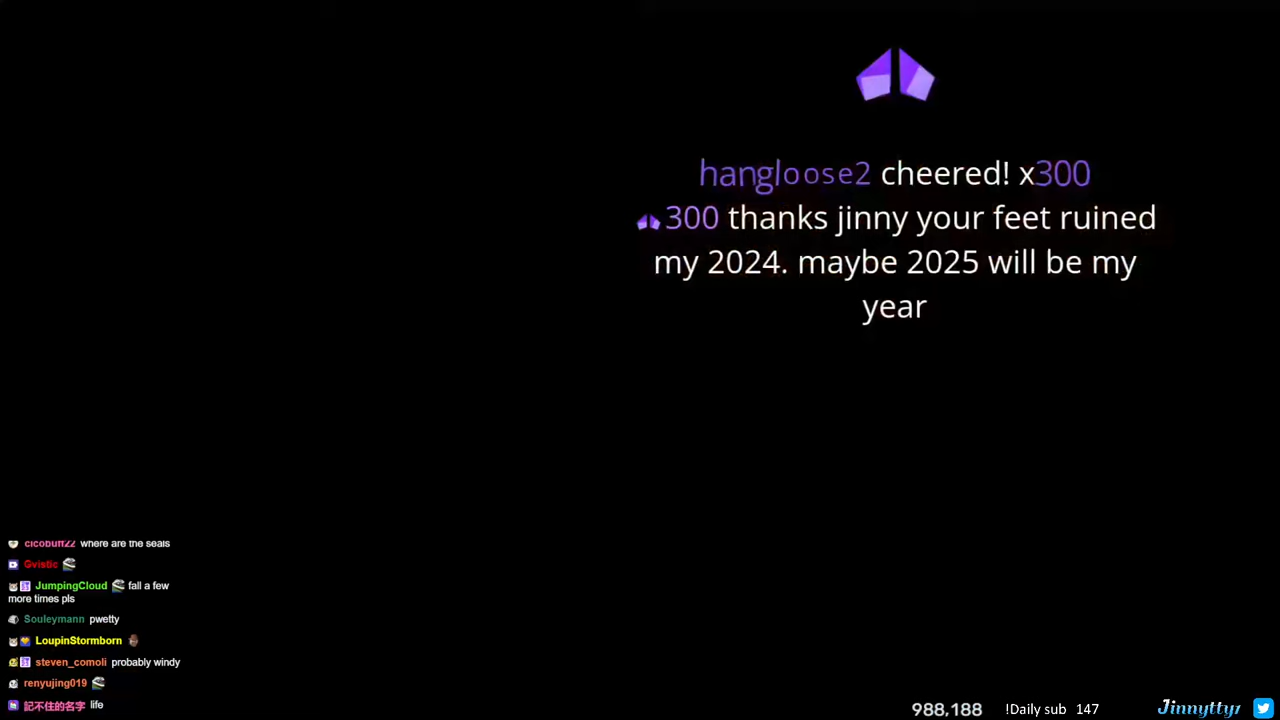 hangloose2 cheered! x300
300 thanks jinny your feet ruined
my 2024. maybe 2025 will be my
year
cicobuff22 where are the seals
Gvistic
JumpingCloud fall a few
more times pls
Souleymann pwetty
LoupinStormborn
steven_comoli probably windy
renyujing019
記不住的名字 life
988,188 !Daily sub 147 Jinnytty